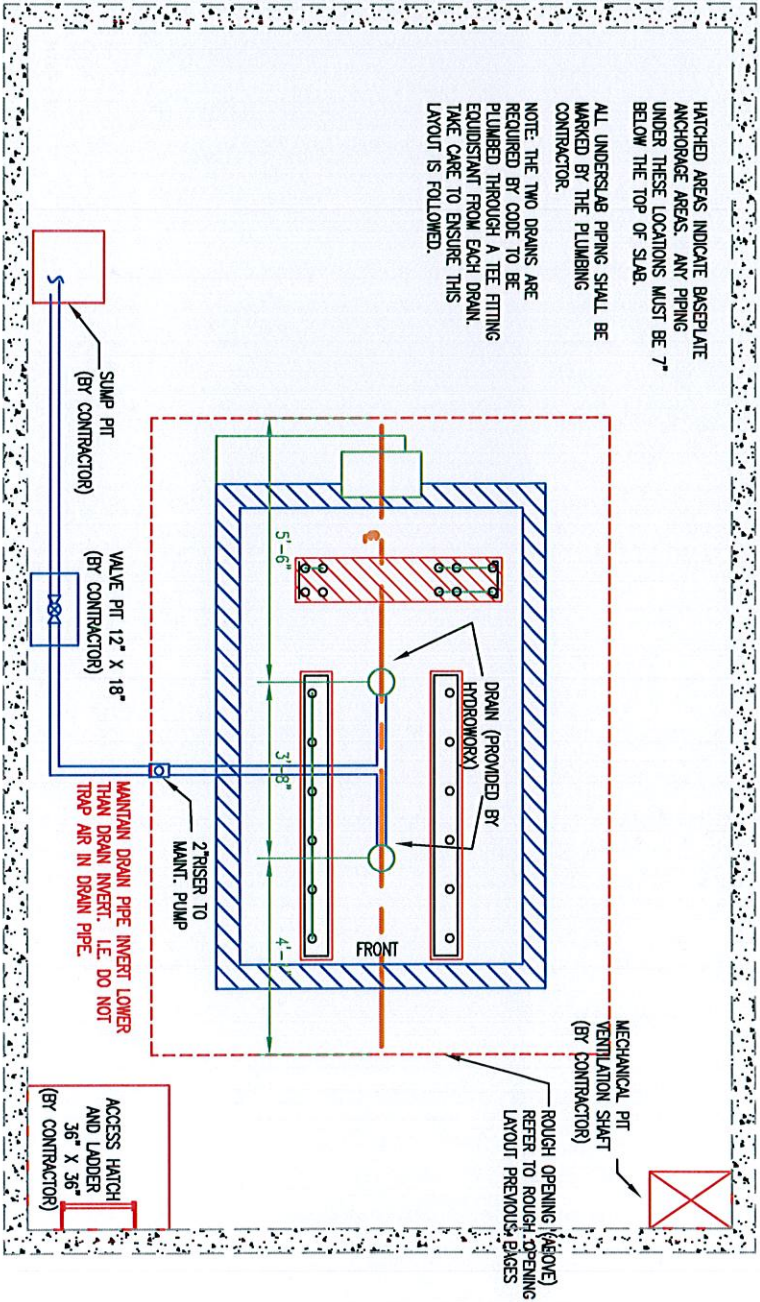 HATCHED AREAS INDICATE BASEPLATE
ANCHORAGE AREAS. ANY PIPING
UNDER THESE LOCATIONS MUST BE 7"
BELOW THE TOP OF SLAB.
ALL UNDERSLAB PIPING SHALL BE
MARKED BY THE PLUMBING
CONTRACTOR.
NOTE: THE TWO DRAINS ARE
REQUIRED BY CODE TO BE
PLUMBED THROUGH A TEE FITTING
EQUIDISTANT FROM EACH DRAIN.
TAKE CARE TO ENSURE THIS
LAYOUT IS FOLLOWED.
MECHANICAL PIT
VENTILATION SHAFT
(BY CONTRACTOR)
ROUGH OPENING (ABOVE)
REFER TO ROUGH OPENING
LAYOUT PREVIOUS PAGES
DRAIN (PROVIDED BY
HYDROWORX)
FRONT
5'-6"
3'-8"
SUMP PIT
(BY CONTRACTOR)
VALVE PIT 12" X 18"
(BY CONTRACTOR)
2" RISER TO
MAINT. PUMP
MAINTAIN DRAIN PIPE INVERT LOWER
THAN DRAIN INVERT. I.E. DO NOT
TRAP AIR IN DRAIN PIPE
ACCESS HATCH
AND LADDER
36" X 36"
(BY CONTRACTOR)